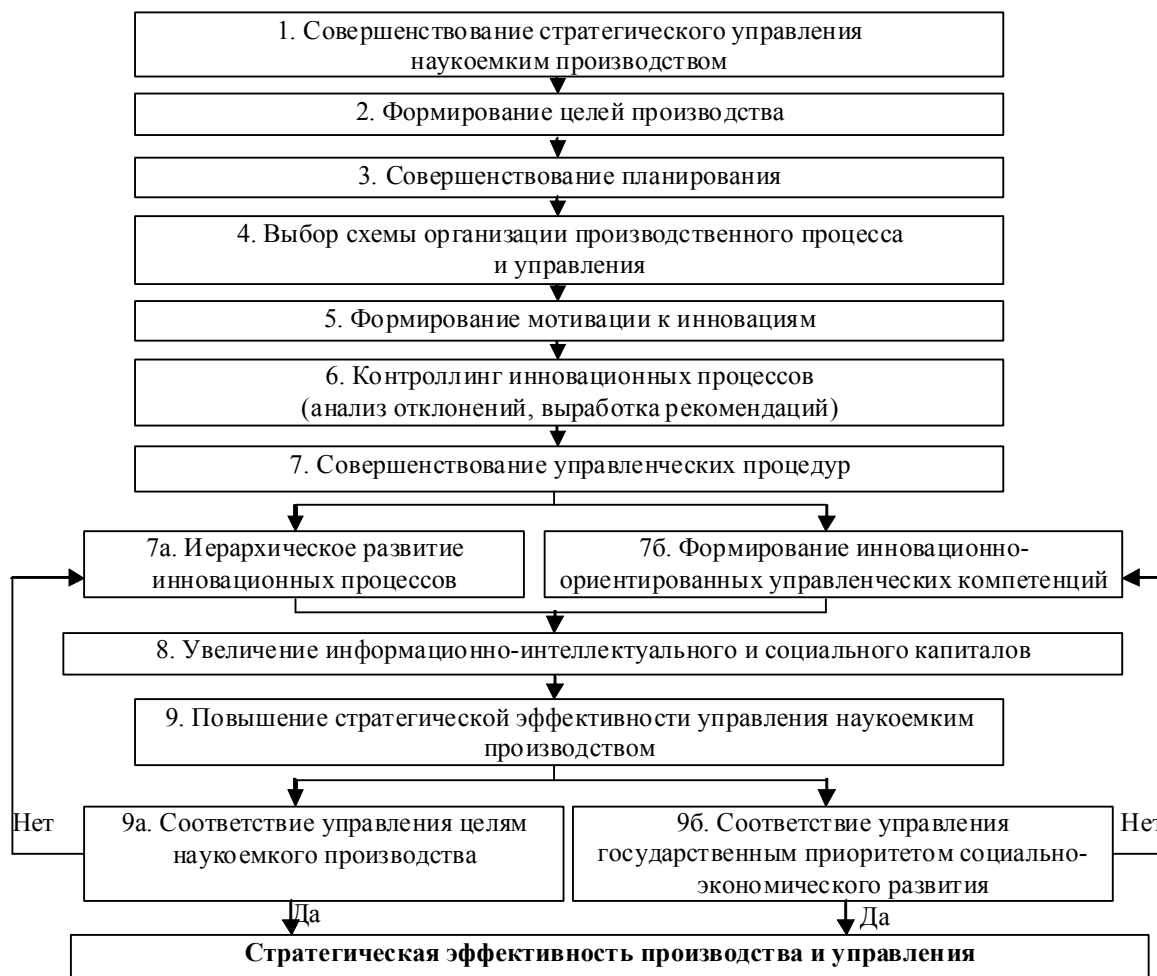 1. Совершенствование стратегического управления
наукоемким производством
2. Формирование целей производства
3. Совершенствование планирования
4. Выбор схемы организации производственного процесса
и управления
5. Формирование мотивации к инновациям
6. Контроллинг инновационных процессов
(анализ отклонений, выработка рекомендаций)
7. Совершенствование управленческих процедур
7а. Иерархическое развитие
инновационных процессов
7б. Формирование инновационно-
ориентированных управленческих компетенций
8. Увеличение информационно-интеллектуального и социального капиталов
9. Повышение стратегической эффективности управления наукоемким
производством
Нет
9а. Соответствие управления целям
наукоемкого производства
9б. Соответствие управления
государственным приоритетом социально-
экономического развития
Нет
Да
Да
Стратегическая эффективность производства и управления